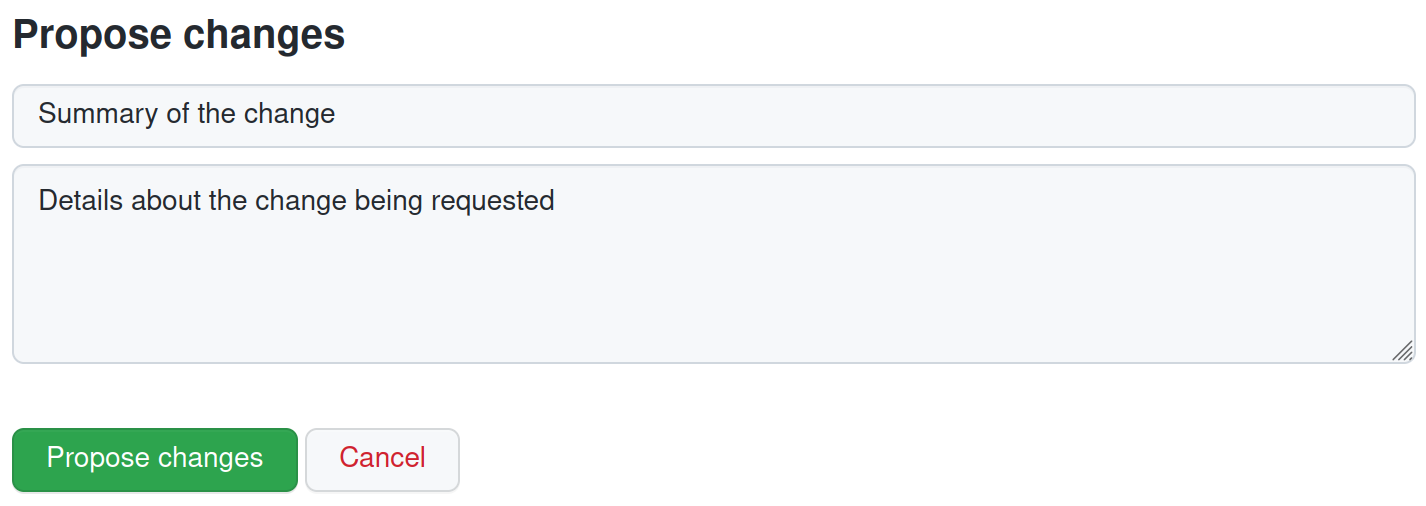 Propose changes
Summary of the change
Details about the change being requested
Propose changes
Cancel